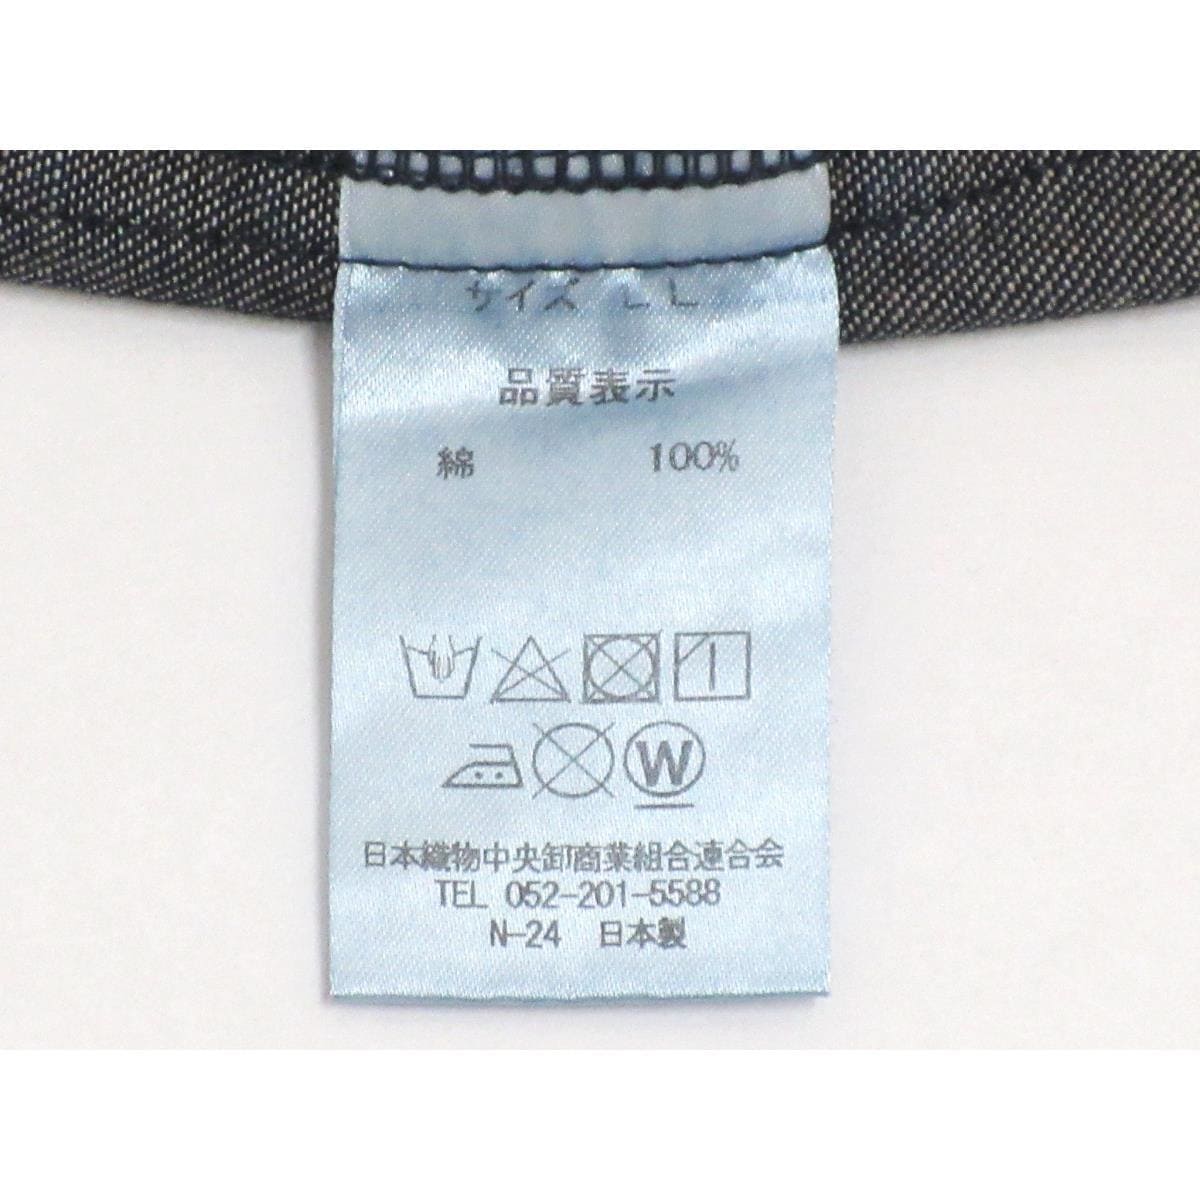 サイズ LL
品質表示
綿 100%
W
日本織物中央卸商業組合連合会
TEL 052-201-5588
N-24 日本製